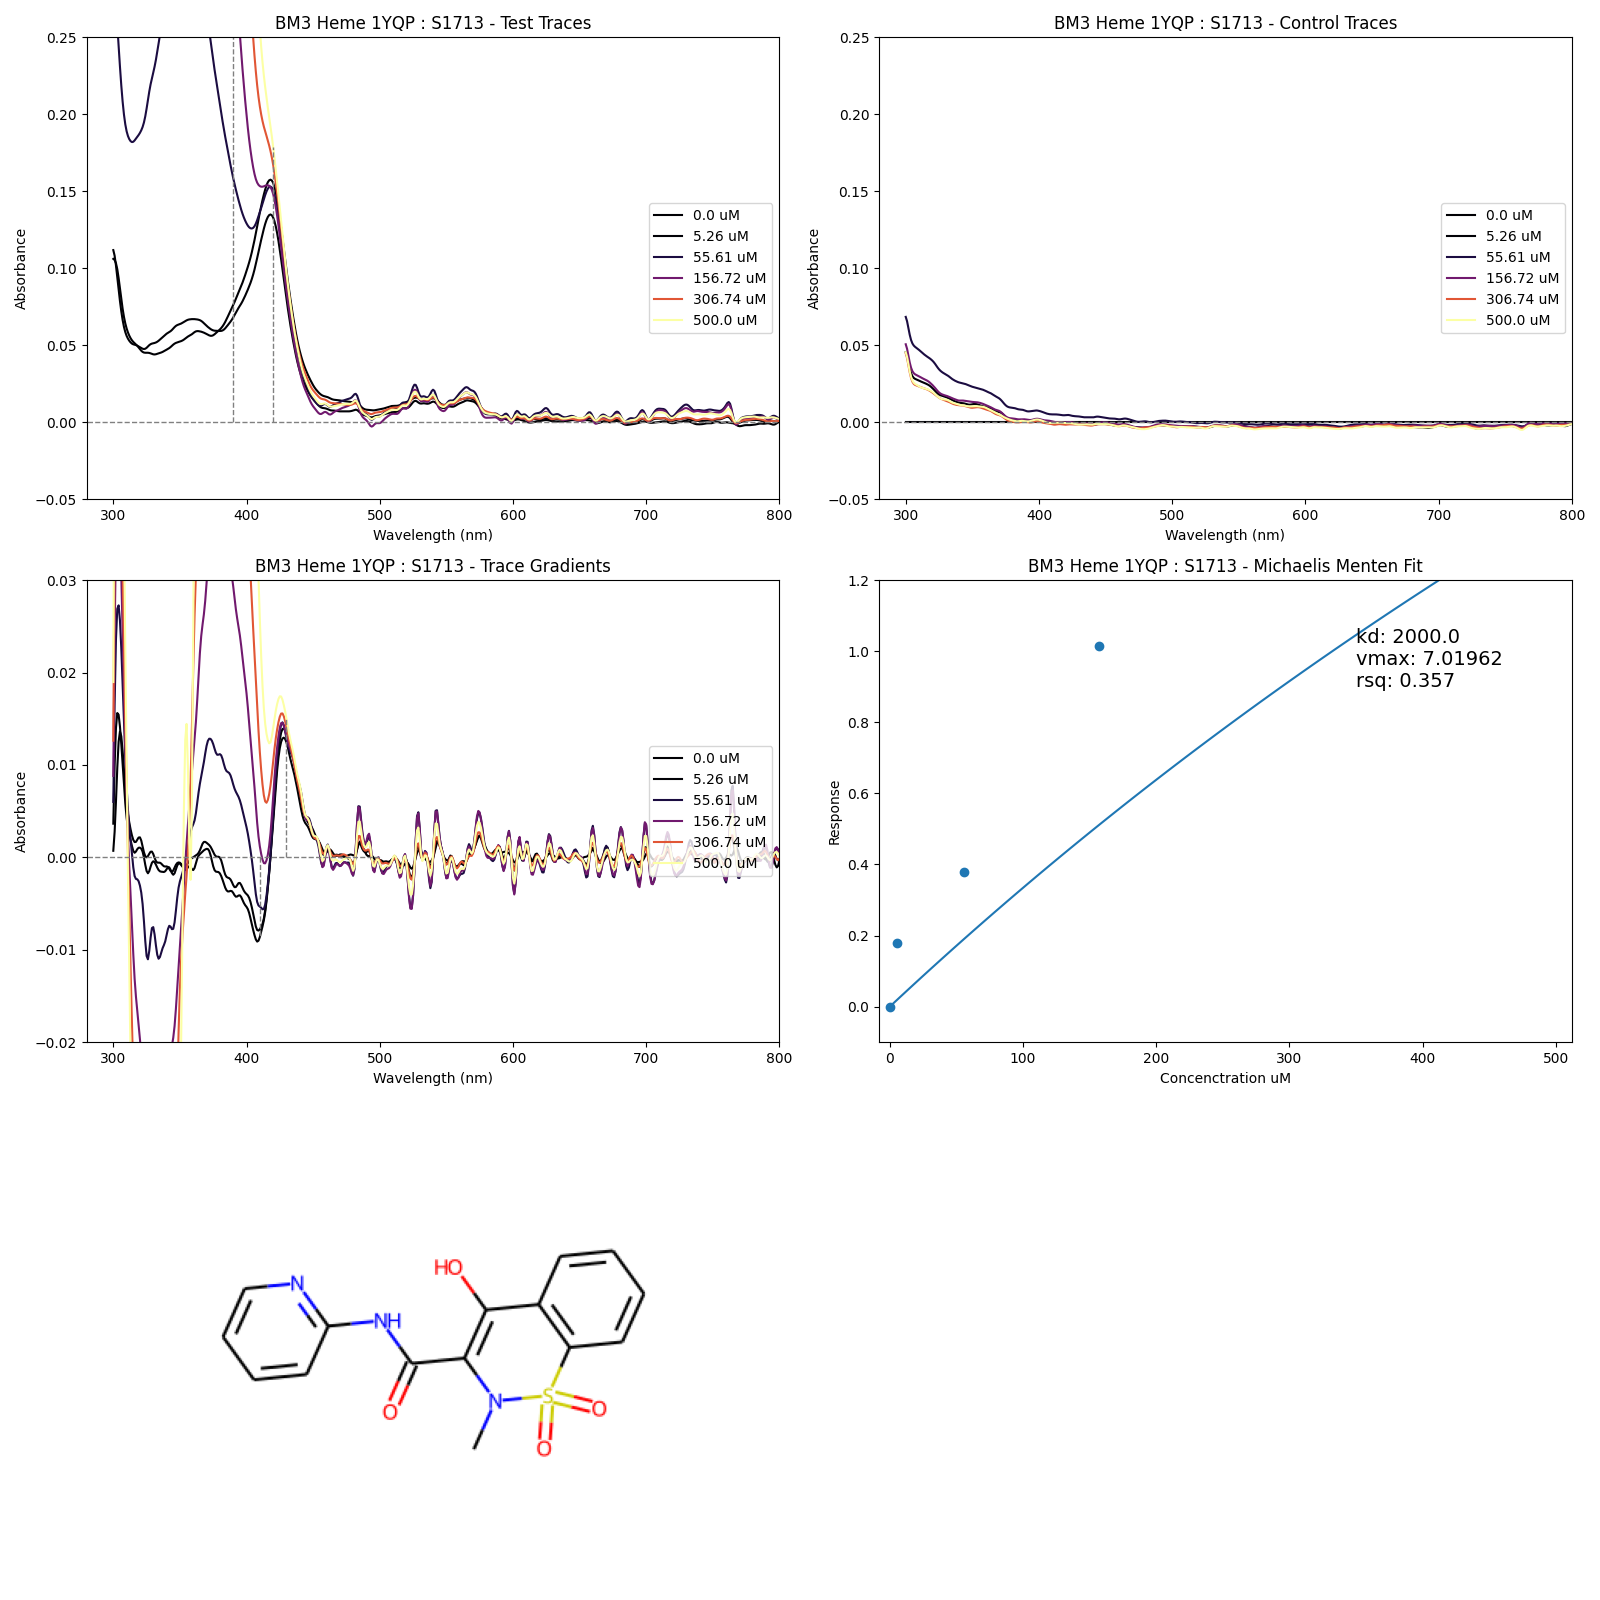 BM3 Heme 1YQP : S1713 - Test Traces
Absorbance
0.25
0.20
0.15
0.10
0.05
0.00
−0.05
300
400
500
600
700
800
Wavelength (nm)
0.0 uM
5.26 uM
55.61 uM
156.72 uM
306.74 uM
500.0 uM
BM3 Heme 1YQP : S1713 - Control Traces
Absorbance
0.25
0.20
0.15
0.10
0.05
0.00
−0.05
300
400
500
600
700
800
Wavelength (nm)
0.0 uM
5.26 uM
55.61 uM
156.72 uM
306.74 uM
500.0 uM
BM3 Heme 1YQP : S1713 - Trace Gradients
Absorbance
0.03
0.02
0.01
0.00
−0.01
−0.02
300
400
500
600
700
800
Wavelength (nm)
0.0 uM
5.26 uM
55.61 uM
156.72 uM
306.74 uM
500.0 uM
BM3 Heme 1YQP : S1713 - Michaelis Menten Fit
Response
1.2
1.0
0.8
0.6
0.4
0.2
0.0
0
100
200
300
400
500
Concenctration uM
kd: 2000.0
vmax: 7.01962
rsq: 0.357
HO
N
NH
O
N
S
O
O